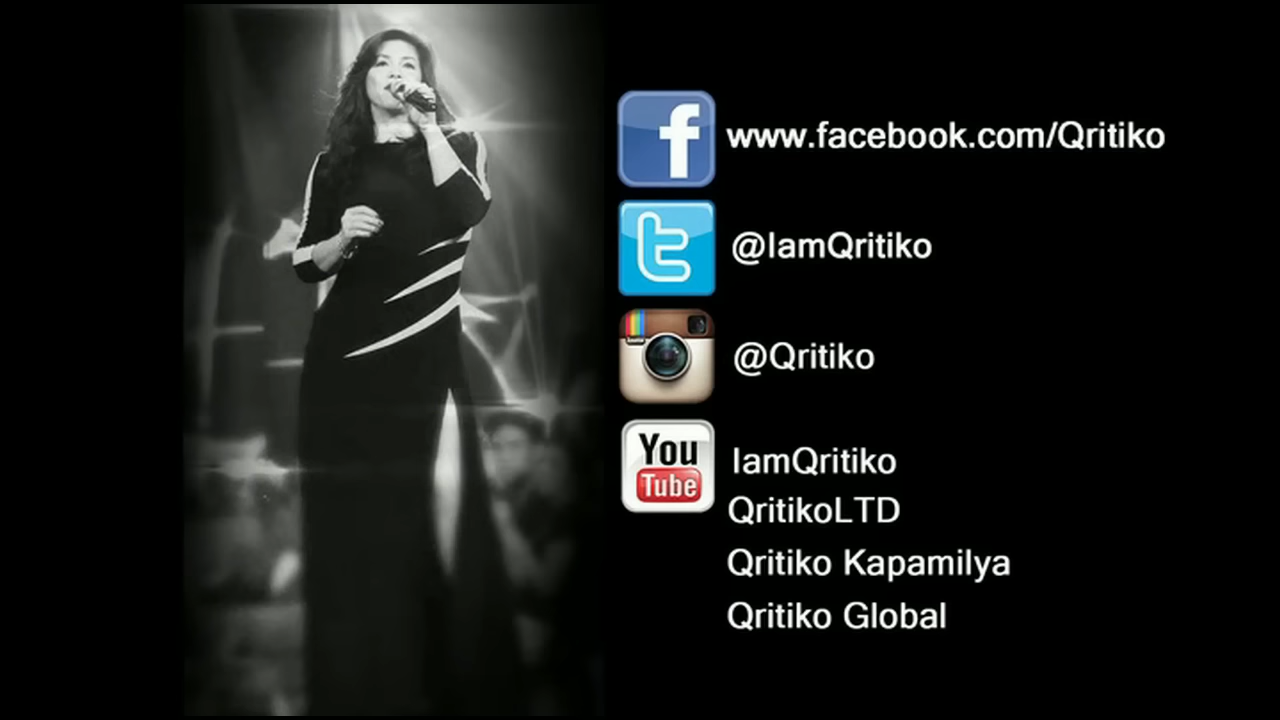 www.facebook.com/Qritiko
@IamQritiko
@Qritiko
You
Tube
IamQritiko
QritikoLTD
Qritiko Kapamilya
Qritiko Global